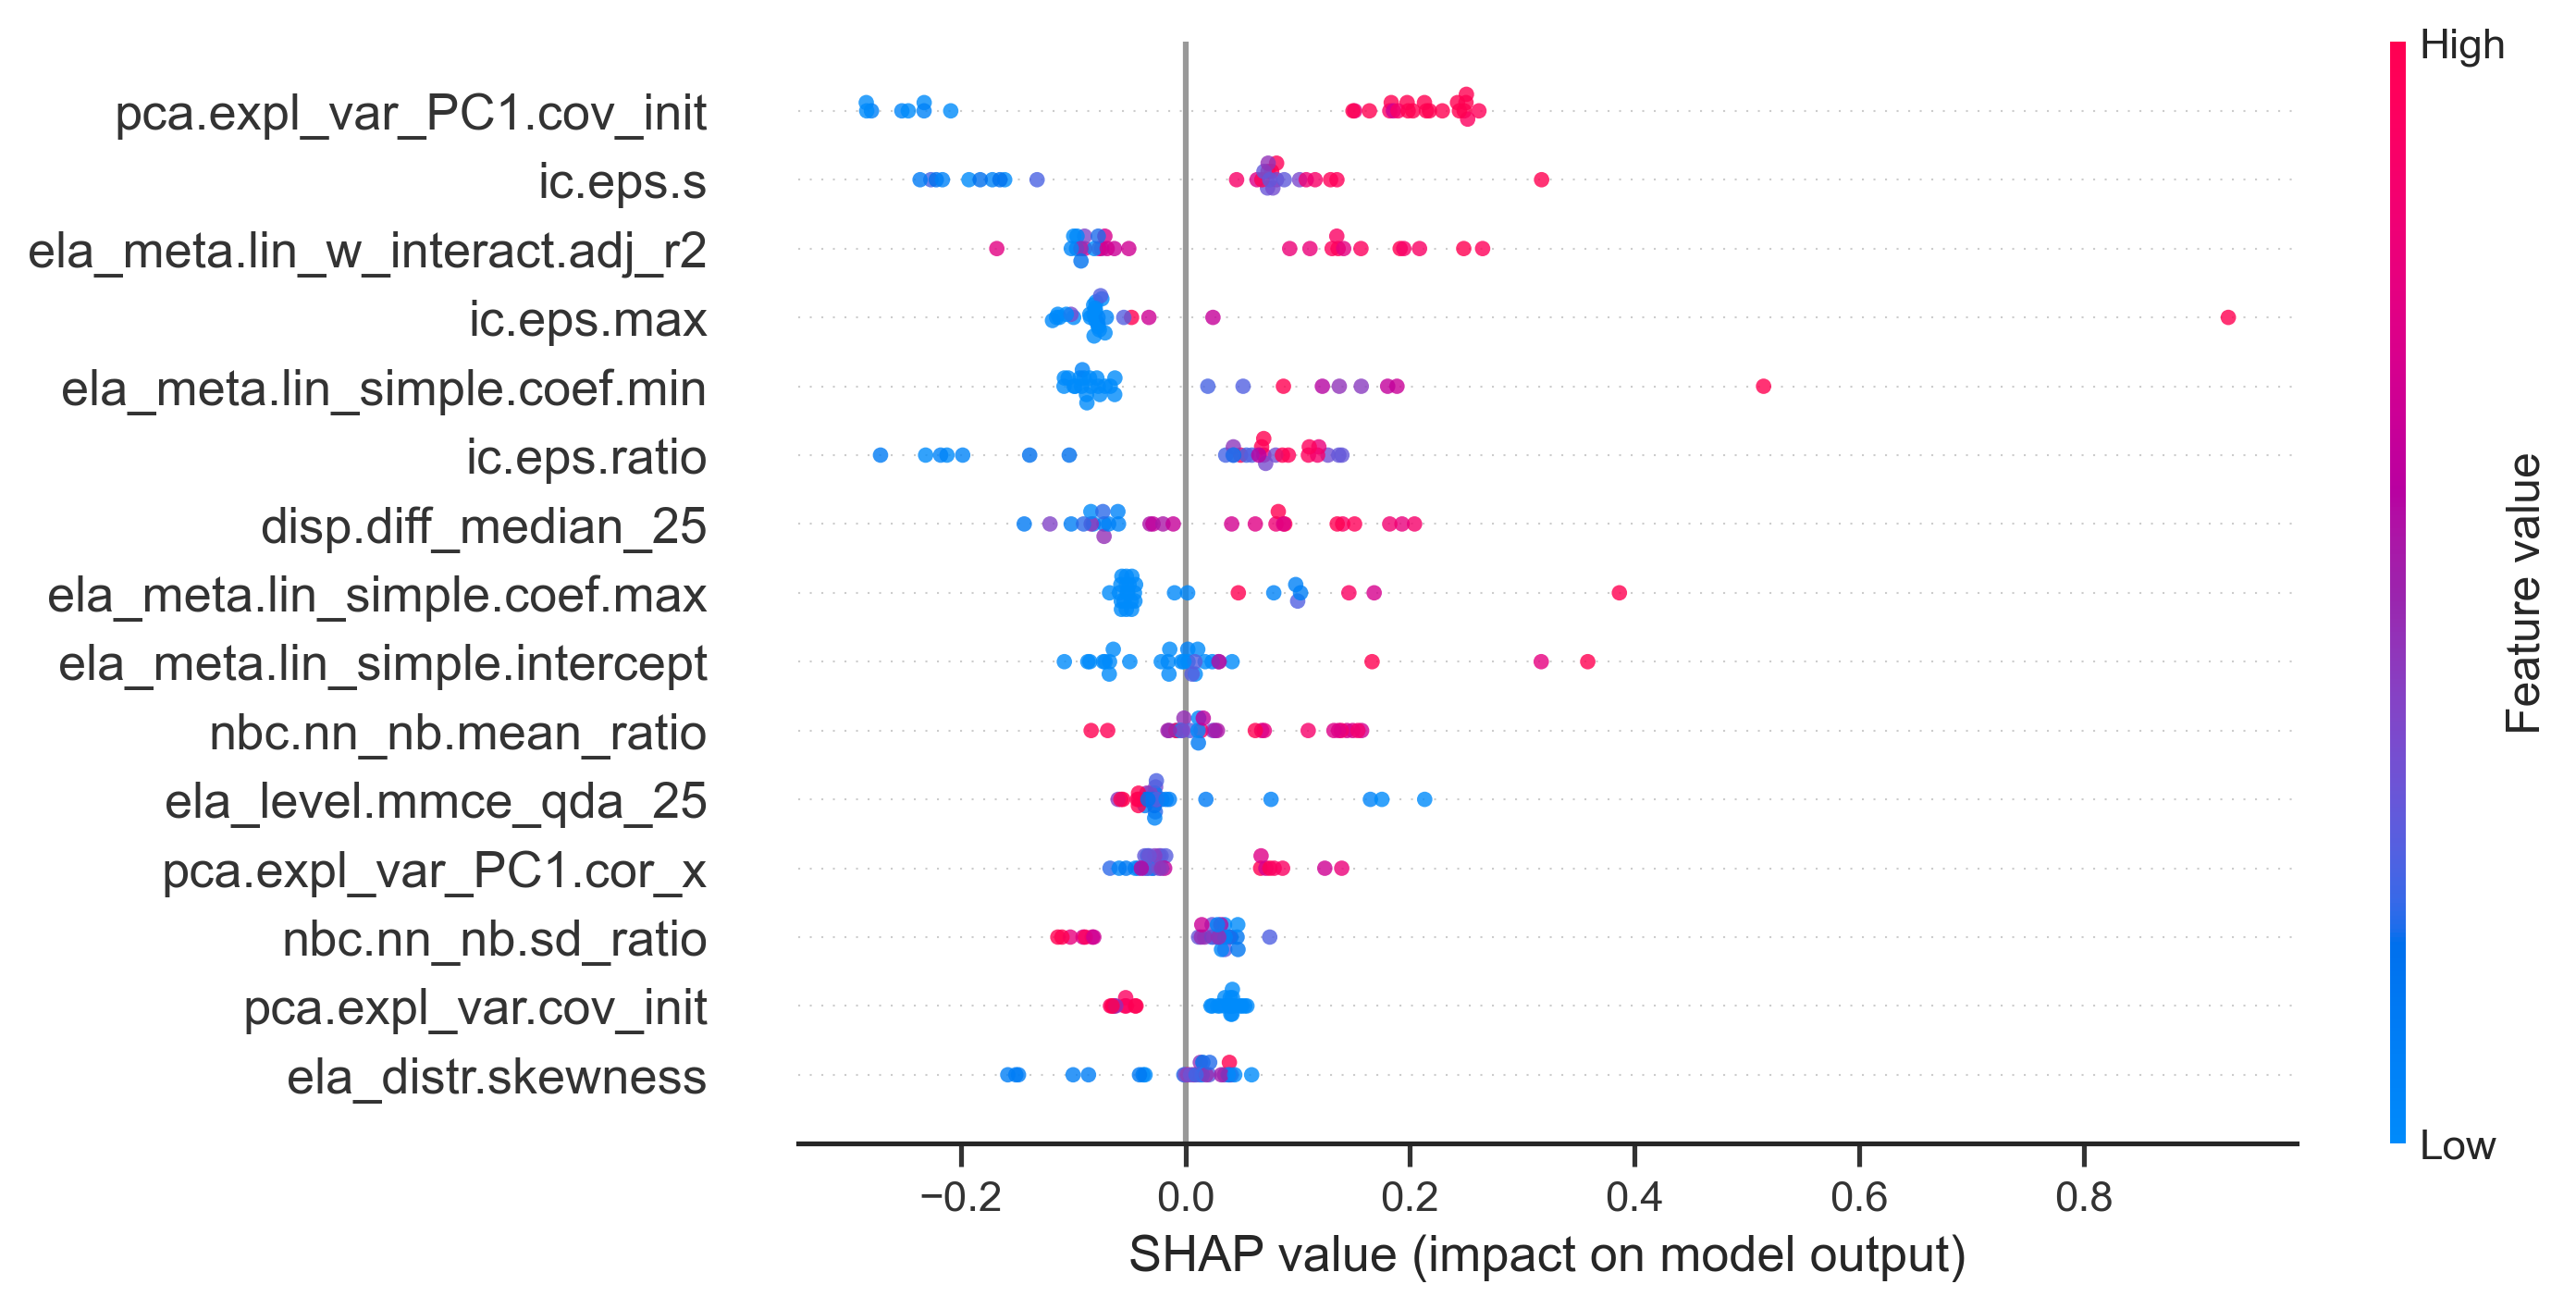 High
pca.expl_var_PC1.cov_init
ic.eps.s
ela_meta.lin_w_interact.adj_r2
ic.eps.max
ela_meta.lin_simple.coef.min
ic.eps.ratio
disp.diff_median_25
ela_meta.lin_simple.coef.max
ela_meta.lin_simple.intercept
nbc.nn_nb.mean_ratio
ela_level.mmce_qda_25
pca.expl_var_PC1.cor_x
nbc.nn_nb.sd_ratio
pca.expl_var.cov_init
ela_distr.skewness
Feature value
Low
−0.2 0.0 0.2 0.4 0.6 0.8
SHAP value (impact on model output)